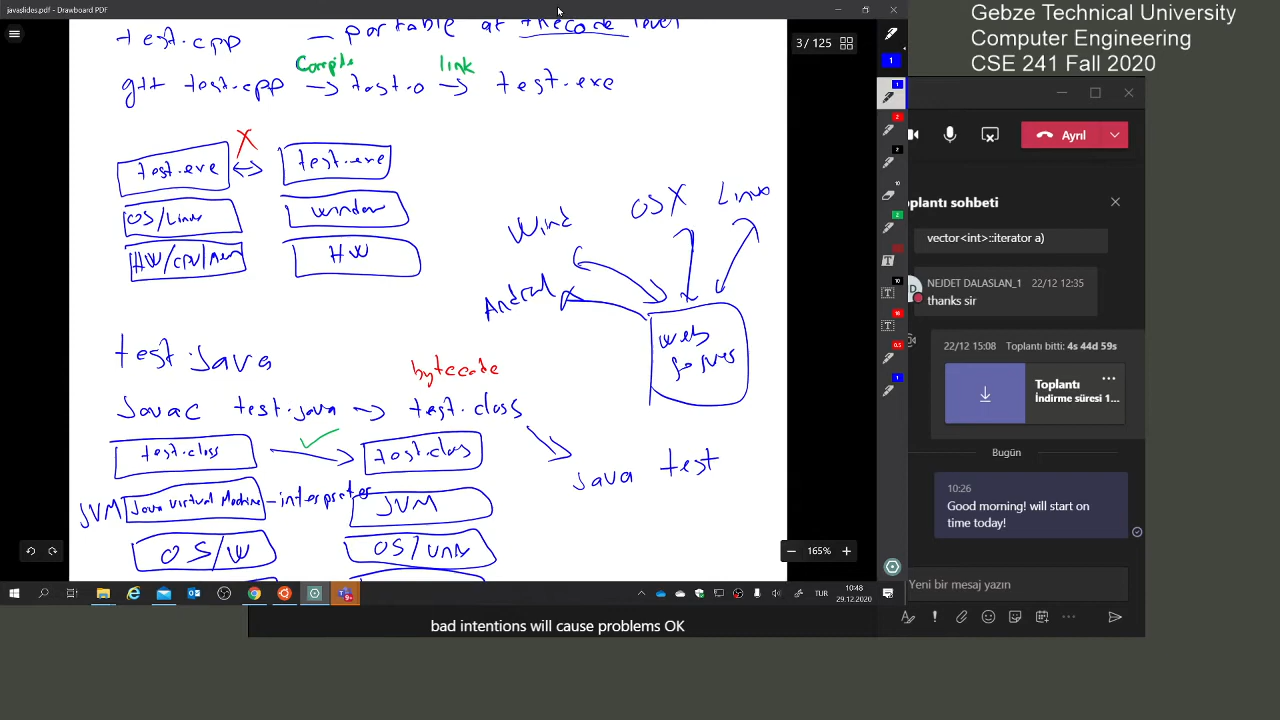 javaslides.pdf - Drawboard PDF
Gebze Technical University
Computer Engineering
CSE 241 Fall 2020
test.cpp – portable at the code level
3 / 125
compile link
g++ test.cpp → test.o → test.exe
X
test.exe ↔ test.exe
OS/Linux
window
HW/CPU/Mem
HW
Wind
OSX
Linux
Android
web
test.java
bytecode
Javac test.java → test.class
test.class
test.class
java test
JVM Java Virtual Machine – interpreter
JVM
OS/W
OS/Unix
165%
Ayrıl
oplantı sohbeti
vector<int>::iterator a)
NEJDET DALASLAN_1 22/12 12:35
thanks sir
22/12 15:08 Toplantı bitti: 4s 44d 59s
Toplantı
İndirme süresi 1...
Bugün
10:26
Good morning! will start on
time today!
Yeni bir mesaj yazın
TUR
10:48
29.12.2020
bad intentions will cause problems OK